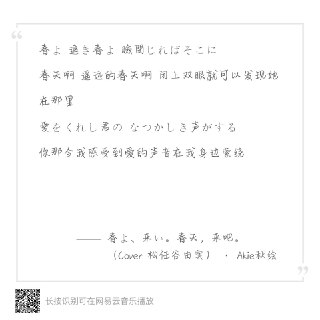 春よ 遠き春よ 瞼閉じればそこに
春天啊 遥远的春天啊 闭上双眼就可以发现她
在那里
愛をくれし君の なつかしき声がする
你那令我感受到爱的声音在我身边萦绕
—— 春よ、来い。春天，来吧。
（Cover 松任谷由実） · Akie秋绘
长按识别可在网易云音乐播放